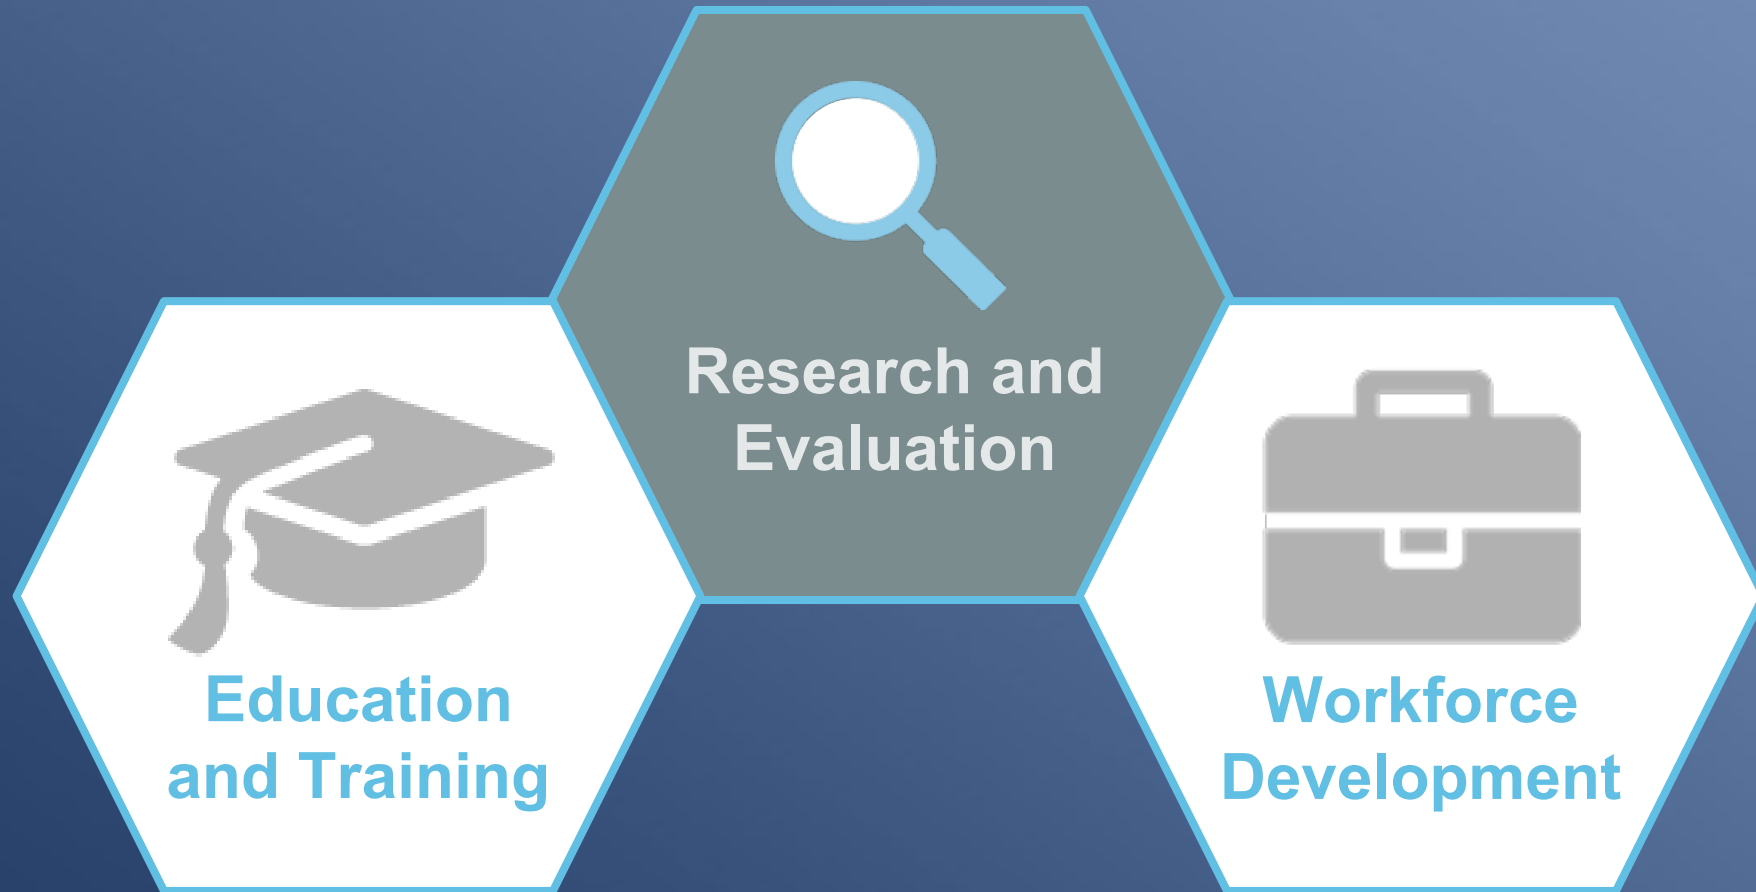 Research and
Evaluation
Education
and Training
Workforce
Development